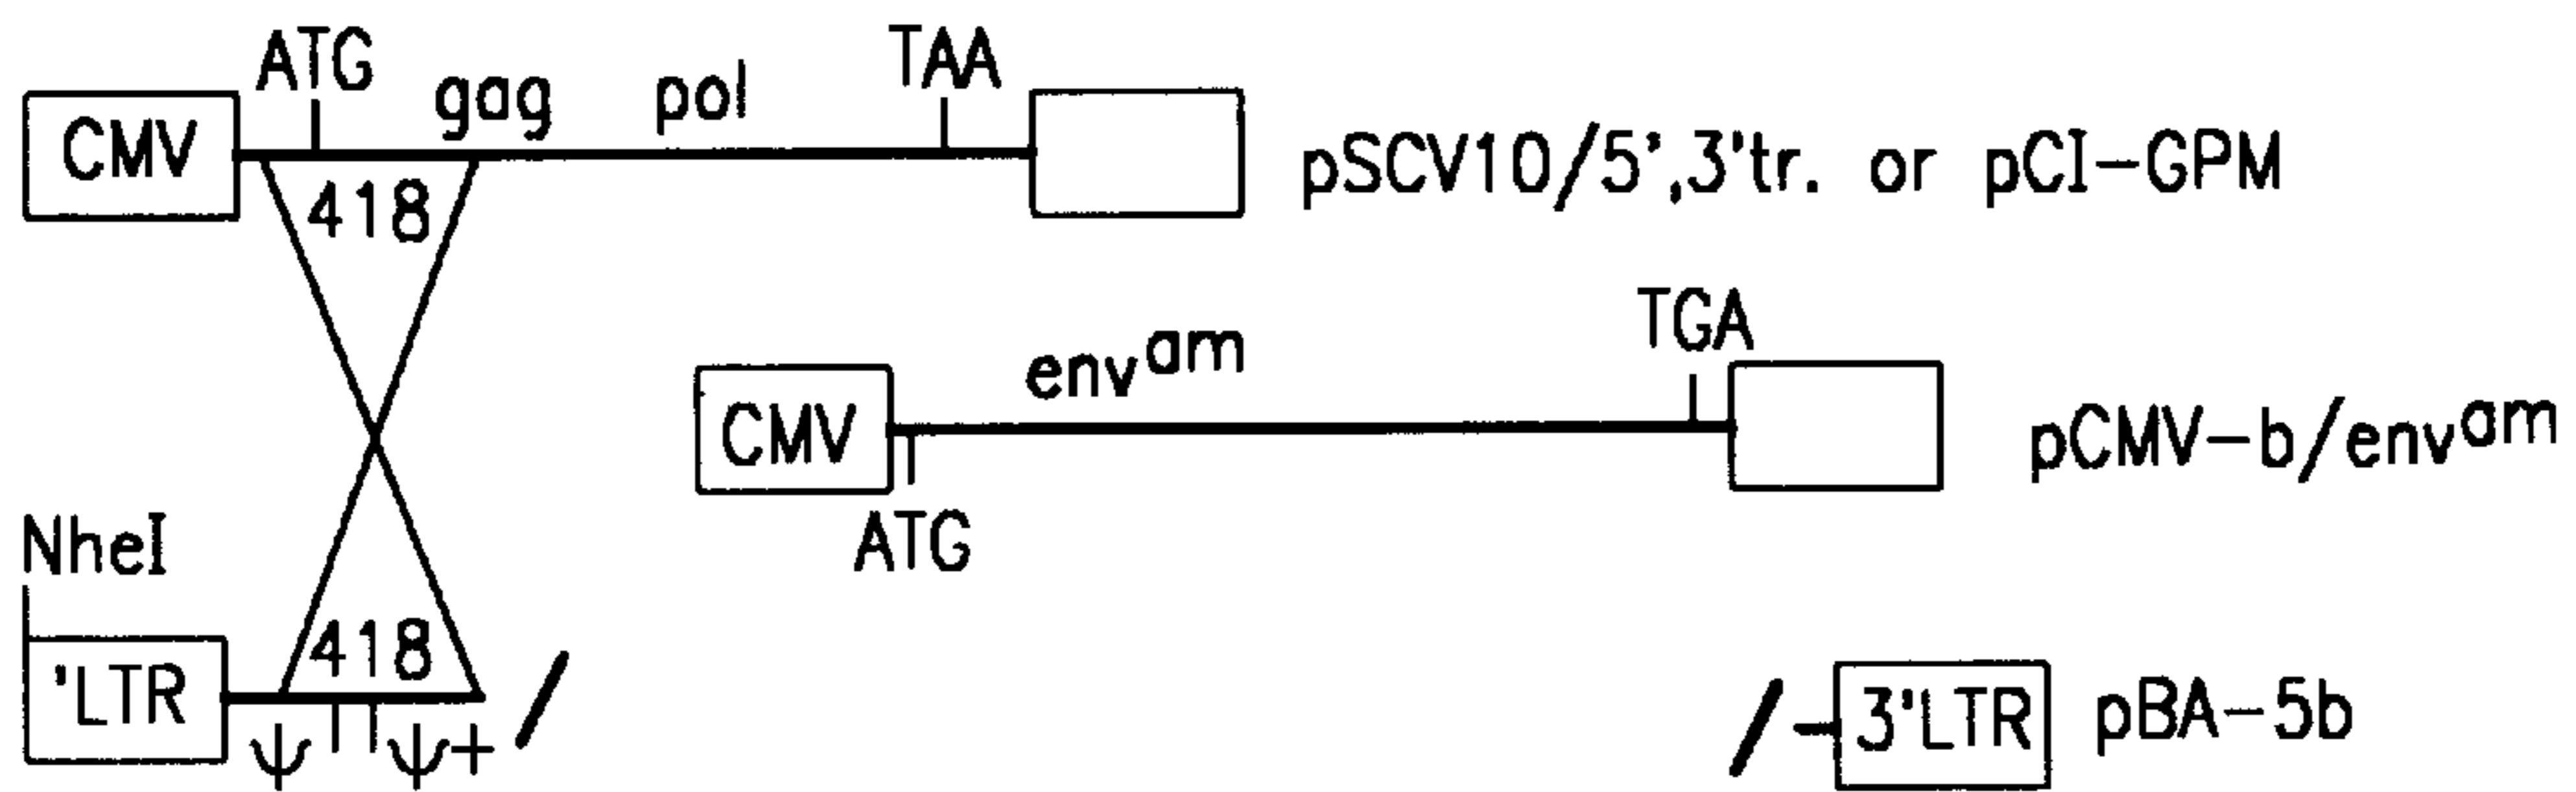 ATG gag pol TAA
CMV 418 pSCV10/5',3'tr. or pCI-GPM
env^am TGA
CMV pCMV-b/env^am
ATG
NheI
'LTR 418 / / 3'LTR pBA-5b
ψ ψ+